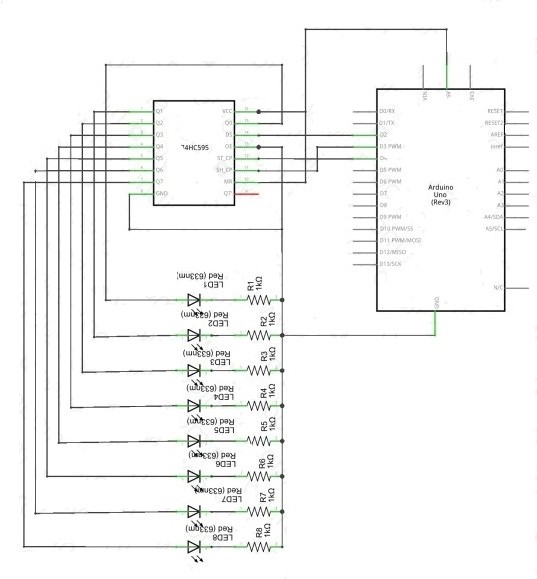 VIN
5V
3V3
Q1
Q2
Q3
Q4
Q5
Q6
Q7
GND
74HC595
VCC
Q0
DS
OE
ST_CP
SH_CP
MR
Q7'
D0/RX
D1/TX
D2
D3 PWM
D4
D5 PWM
D6 PWM
D7
D8
D9 PWM
D10 PWM/SS
D11 PWM/MOSI
D12/MISO
D13/SCK
Arduino
Uno
(Rev3)
RESET
RESET2
AREF
ioref
A0
A1
A2
A3
A4/SDA
A5/SCL
N/C
GND
LED1
Red (633nm)
R1
1kΩ
LED2
Red (633nm)
R2
1kΩ
LED3
Red (633nm)
R3
1kΩ
LED4
Red (633nm)
R4
1kΩ
LED5
Red (633nm)
R5
1kΩ
LED6
Red (633nm)
R6
1kΩ
LED7
Red (633nm)
R7
1kΩ
LED8
Red (633nm)
R8
1kΩ